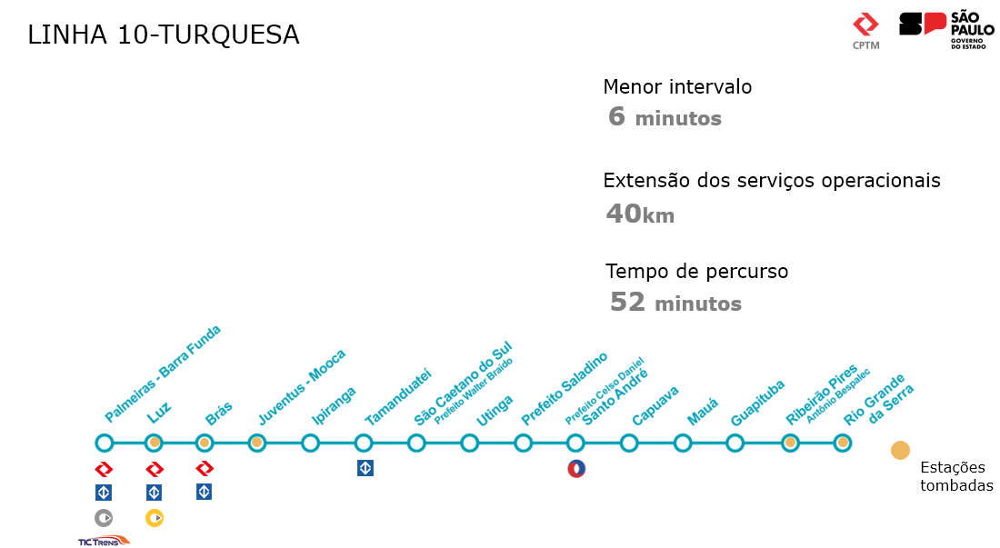 LINHA 10-TURQUESA
CPTM
SÃO
PAULO
GOVERNO
DO ESTADO
Menor intervalo
6 minutos
Extensão dos serviços operacionais
40km
Tempo de percurso
52 minutos
Palmeiras - Barra Funda
Luz
Brás
Juventus - Mooca
Ipiranga
Tamanduateí
São Caetano do Sul
Prefeito Walter Braido
Utinga
Prefeito Saladino
Prefeito Celso Daniel
Santo André
Capuava
Mauá
Guapituba
Ribeirão Pires
Antônio Bespalec
Rio Grande
da Serra
Estações
tombadas
TIC Trens